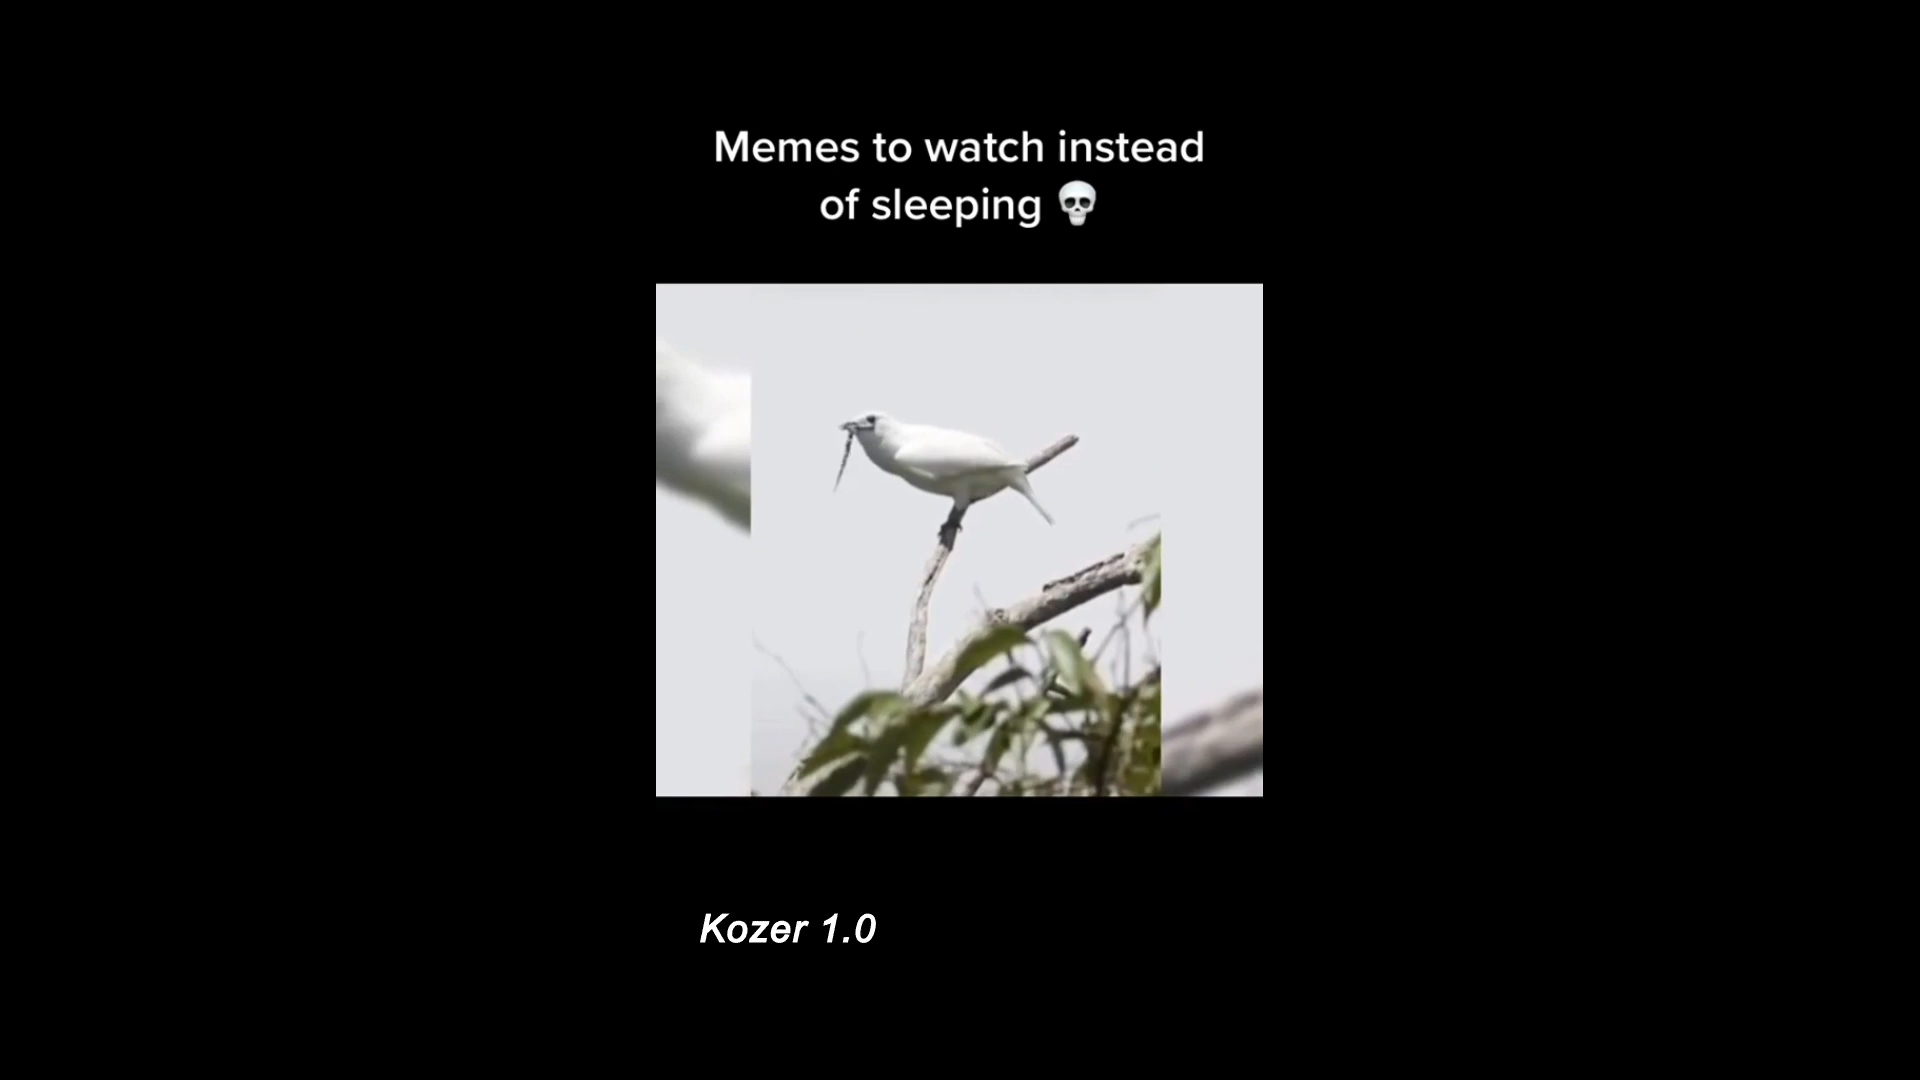 Memes to watch instead
of sleeping 💀
Kozer 1.0